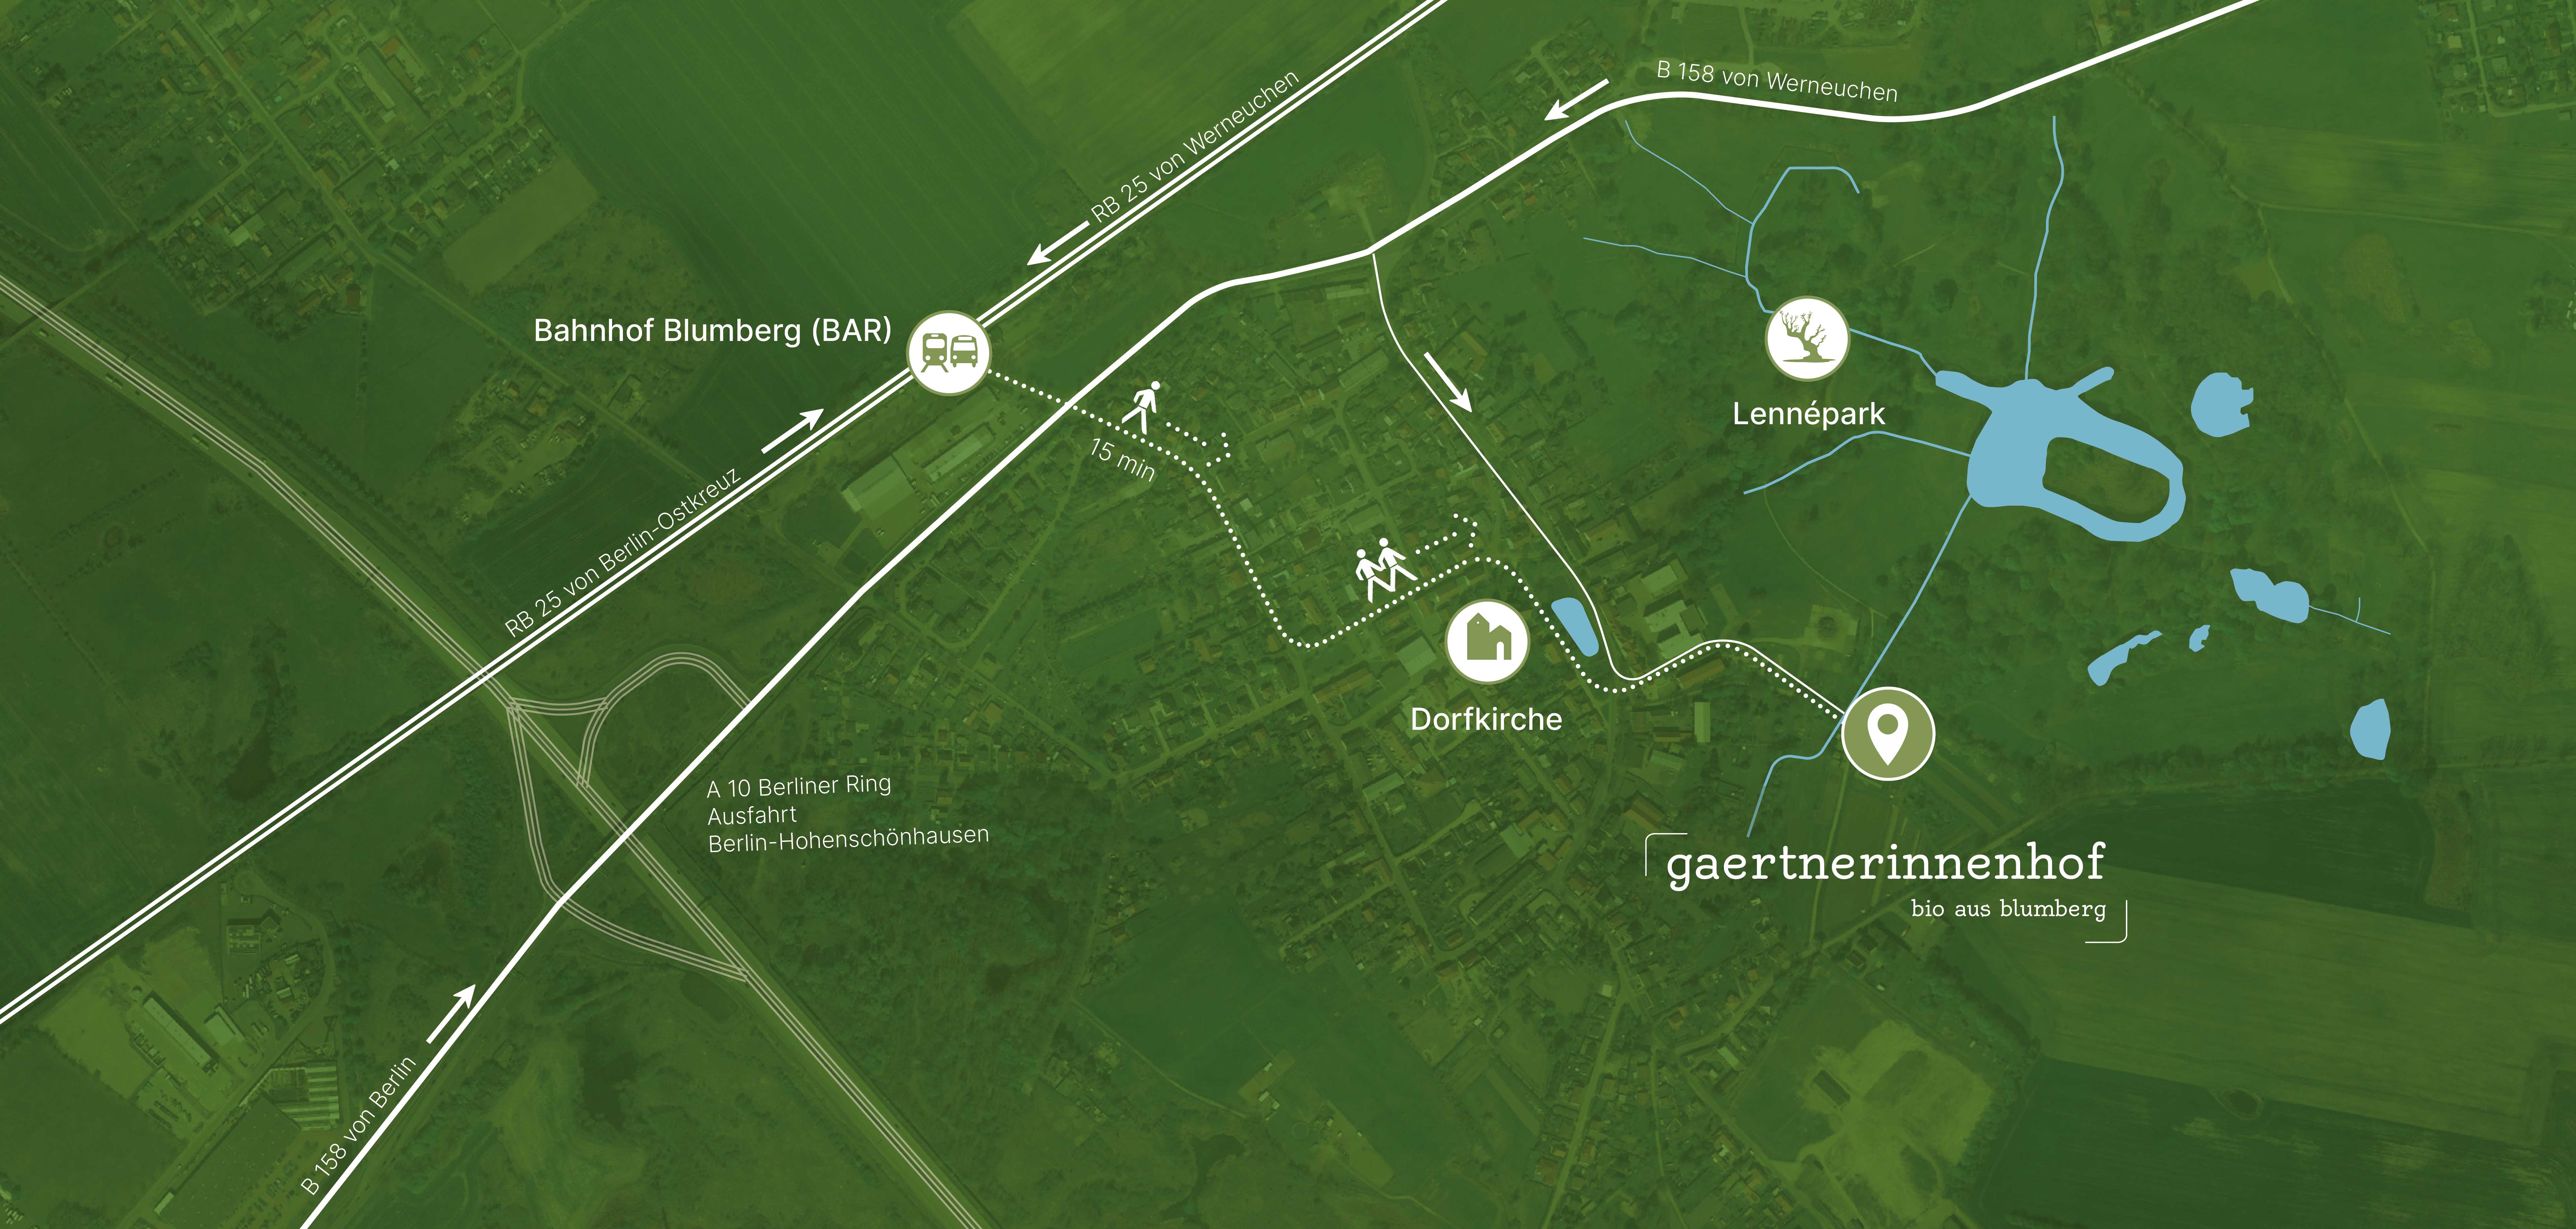 B 158 von Werneuchen
RB 25 von Werneuchen
Bahnhof Blumberg (BAR)
Lennépark
15 min
RB 25 von Berlin-Ostkreuz
Dorfkirche
A 10 Berliner Ring
Ausfahrt
Berlin-Hohenschönhausen
gaertnerinnenhof
bio aus blumberg
B 158 von Berlin